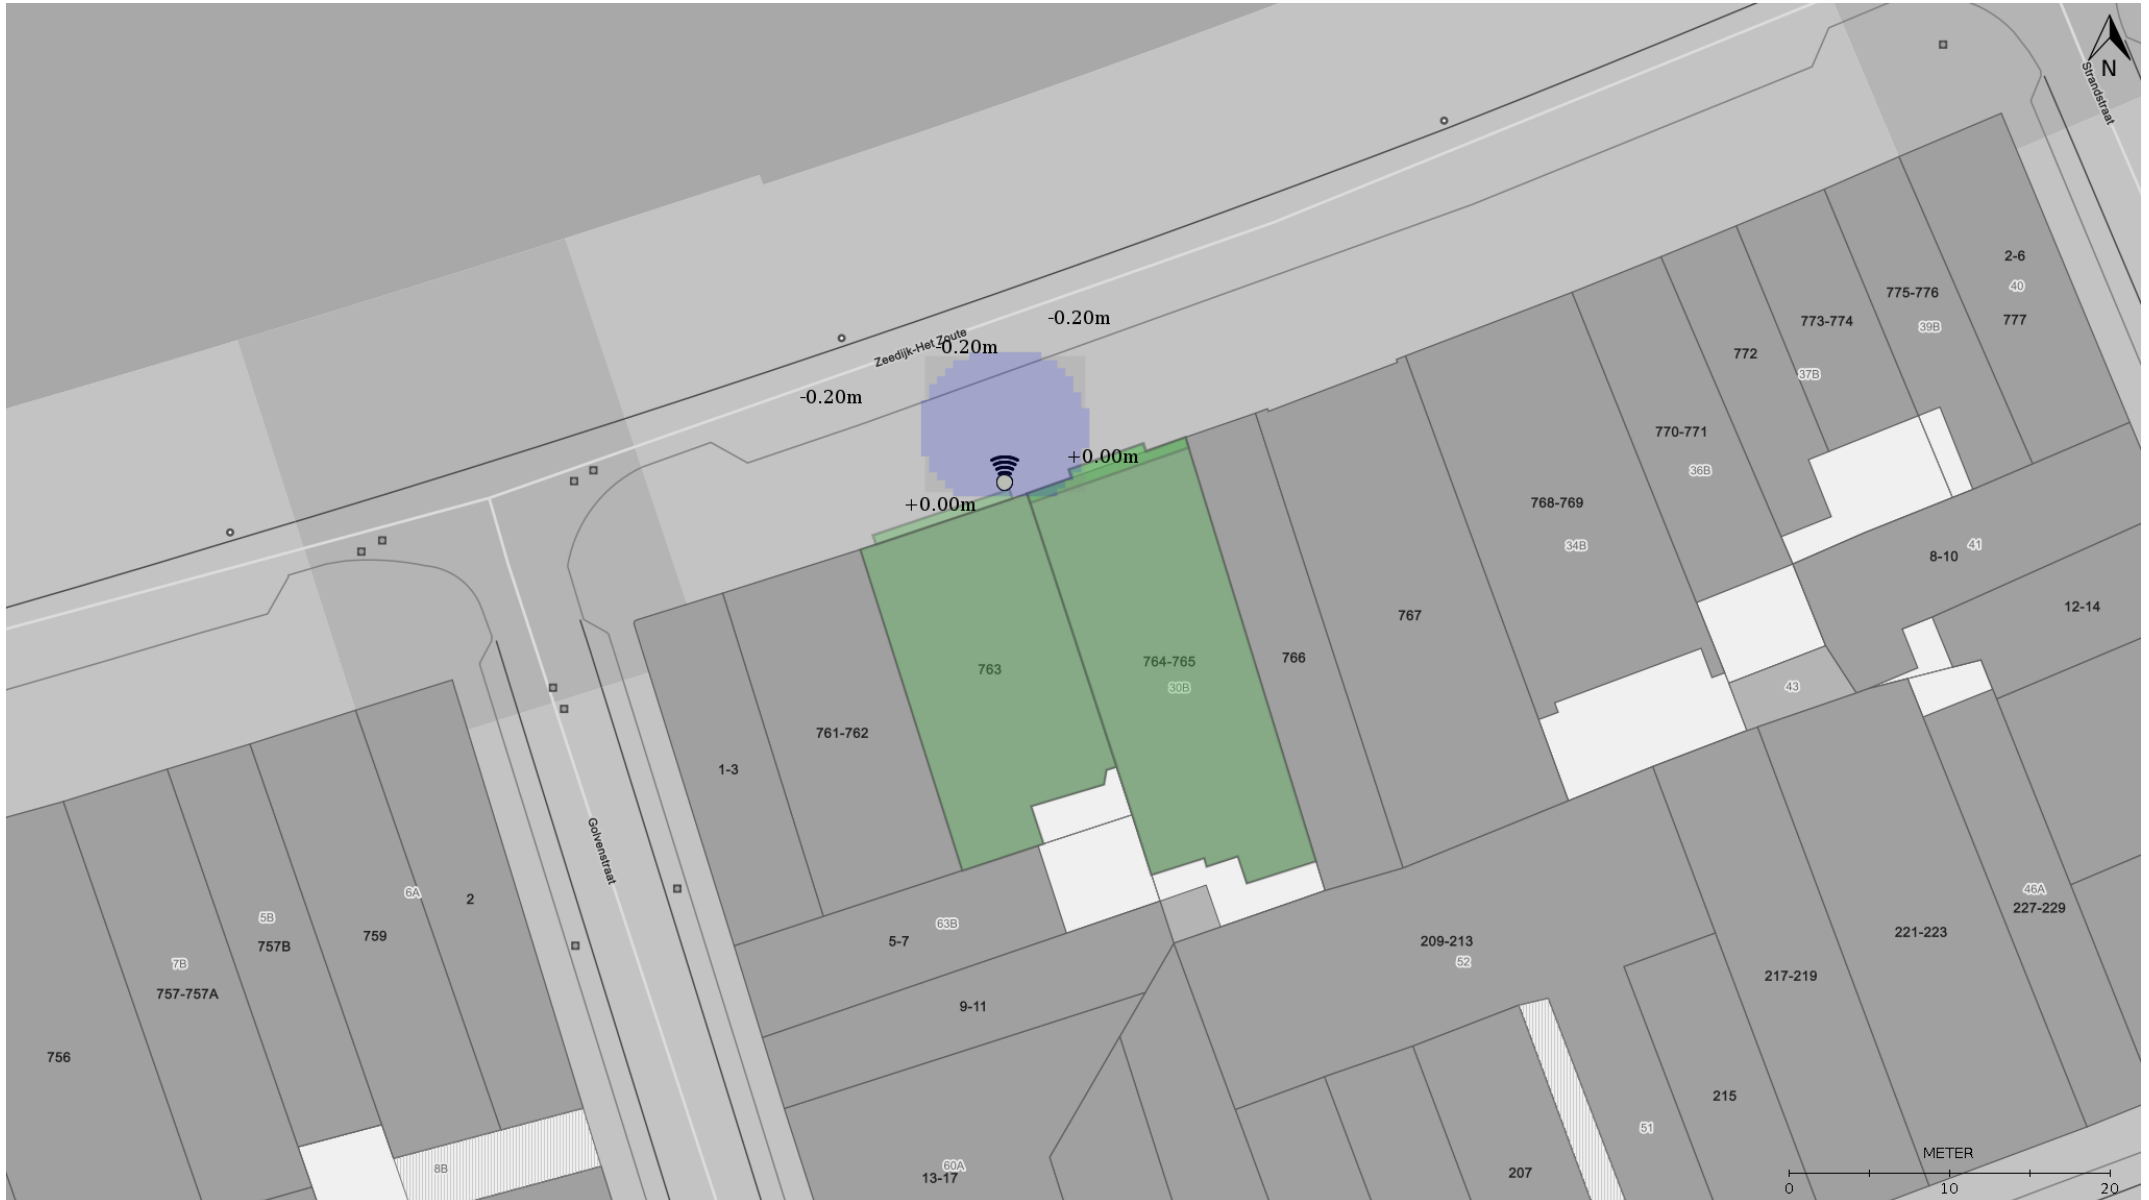 N
Strandstraat
2-6
40
775-776
777
773-774
39B
-0.20m
Zeedijk-Het Zoute
-0.20m
772
37B
-0.20m
770-771
+0.00m
36B
+0.00m
768-769
34B
8-10
41
12-14
767
766
764-765
763
30B
43
761-762
1-3
Golvenstraat
46A
6A
2
227-229
5B
63B
221-223
759
5-7
209-213
757B
52
7B
217-219
757-757A
9-11
756
215
51
METER
60A
8B
13-17
207
0
10
20